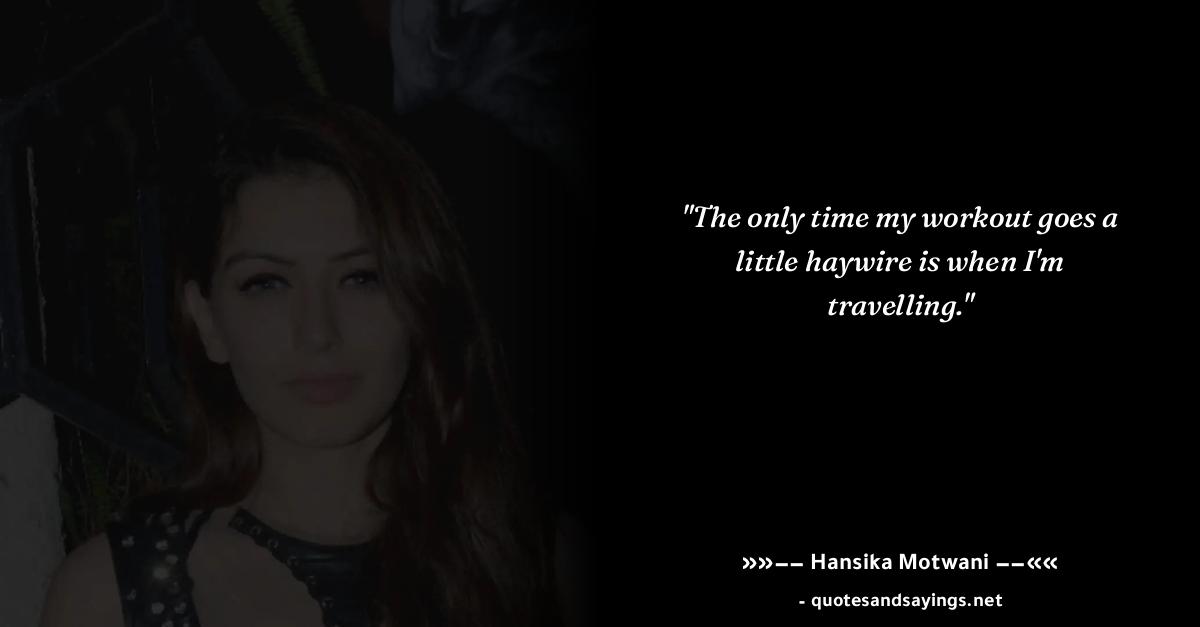 "The only time my workout goes a
little haywire is when I'm
travelling."
»»−− Hansika Motwani −−««
- quotesandsayings.net